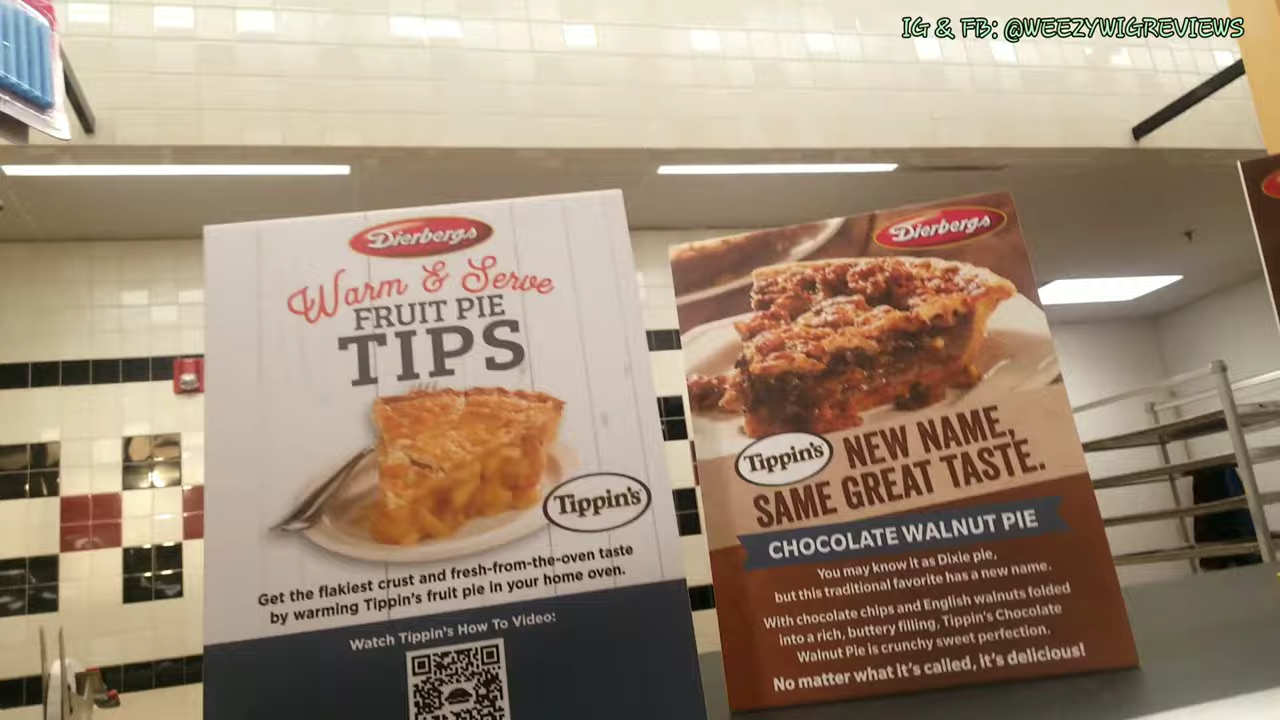 IG & FB: @WEEZYWIGREVIEWS
Dierbergs
Warm & Serve
FRUIT PIE
TIPS
Tippin's
Get the flakiest crust and fresh-from-the-oven taste
by warming Tippin's fruit pie in your home oven.
Watch Tippin's How To Video:
Dierbergs
Tippin's
NEW NAME,
SAME GREAT TASTE.
CHOCOLATE WALNUT PIE
You may know it as Dixie pie,
but this traditional favorite has a new name.
With chocolate chips and English walnuts folded
into a rich, buttery filling, Tippin's Chocolate
Walnut Pie is crunchy sweet perfection.
No matter what it's called, it's delicious!